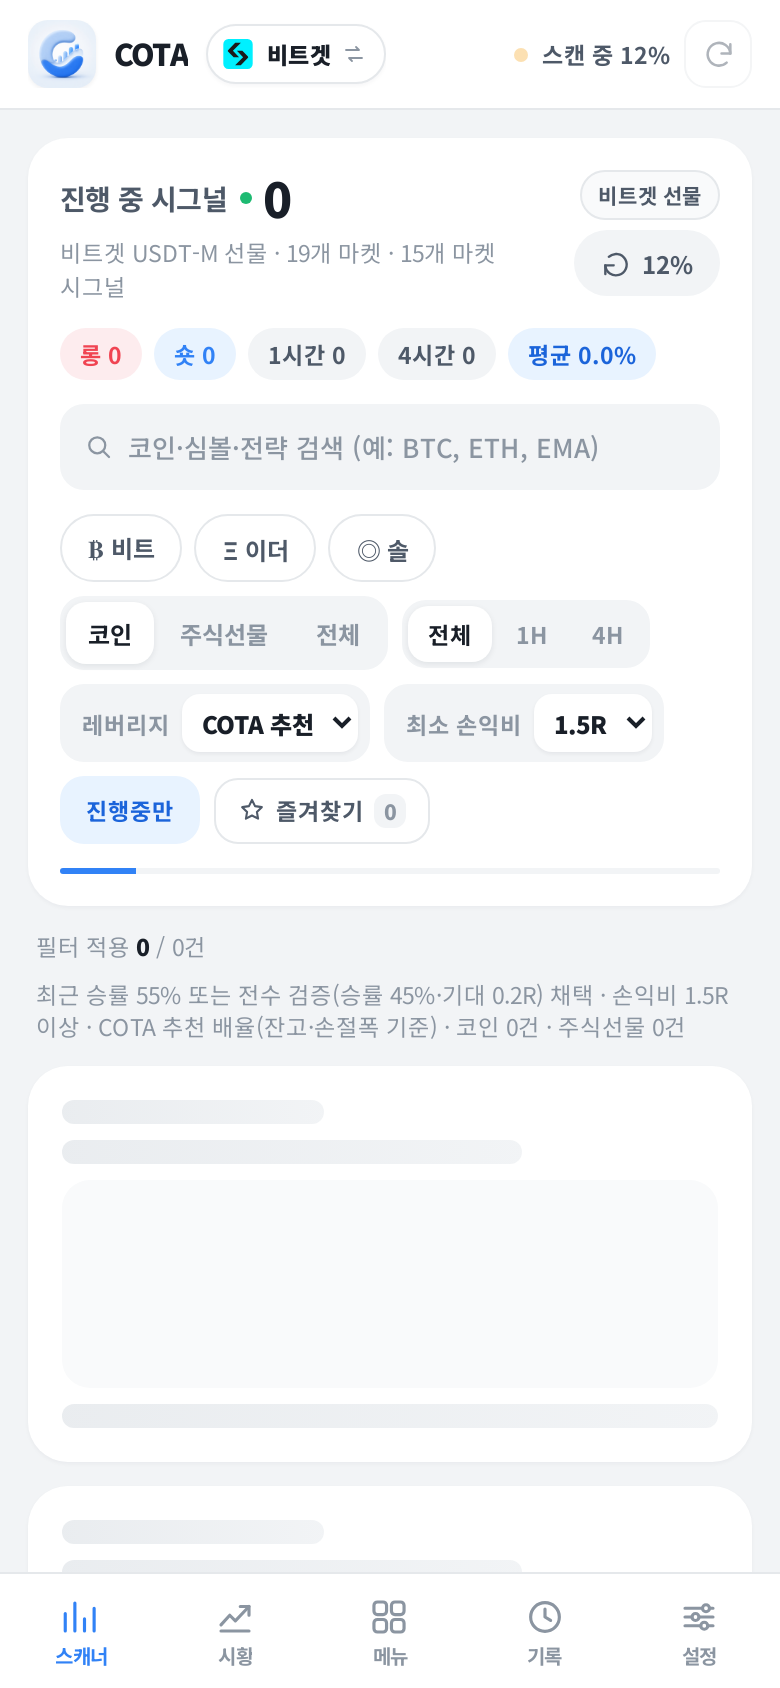 COTA
비트겟
스캔 중 12%
진행 중 시그널 0
비트겟 선물
비트겟 USDT-M 선물 · 19개 마켓 · 15개 마켓
시그널
12%
롱 0
숏 0
1시간 0
4시간 0
평균 0.0%
코인·심볼·전략 검색 (예: BTC, ETH, EMA)
₿ 비트
Ξ 이더
◎ 솔
코인
주식선물
전체
전체
1H
4H
레버리지
COTA 추천
최소 손익비
1.5R
진행중만
즐겨찾기 0
필터 적용 0 / 0건
최근 승률 55% 또는 전수 검증(승률 45%·기대 0.2R) 채택 · 손익비 1.5R
이상 · COTA 추천 배율(잔고·손절폭 기준) · 코인 0건 · 주식선물 0건
스캐너
시황
메뉴
기록
설정